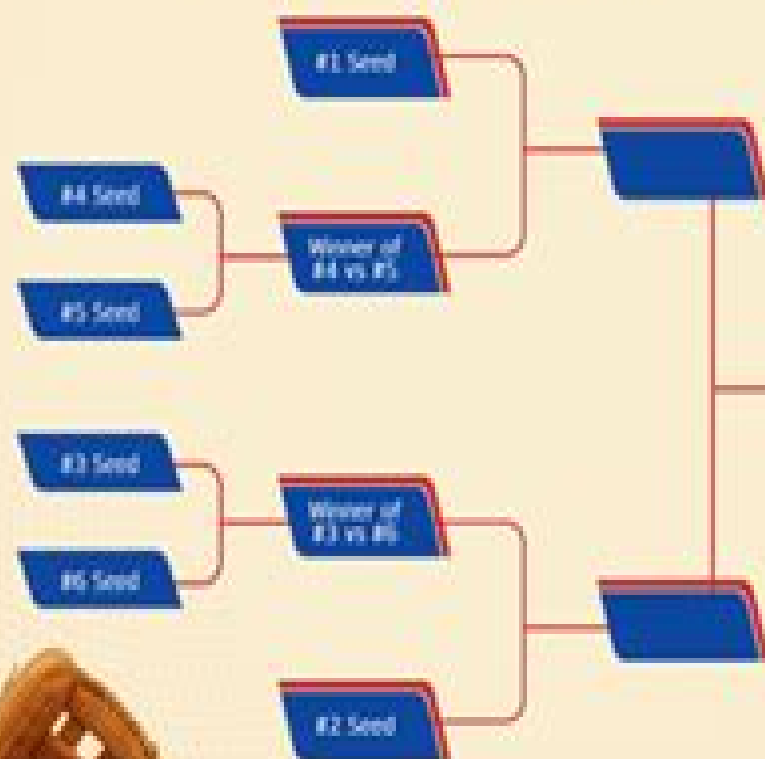 #1 Seed
#4 Seed
Winner of
#4 vs #5
#5 Seed
#3 Seed
Winner of
#3 vs #6
#6 Seed
#2 Seed